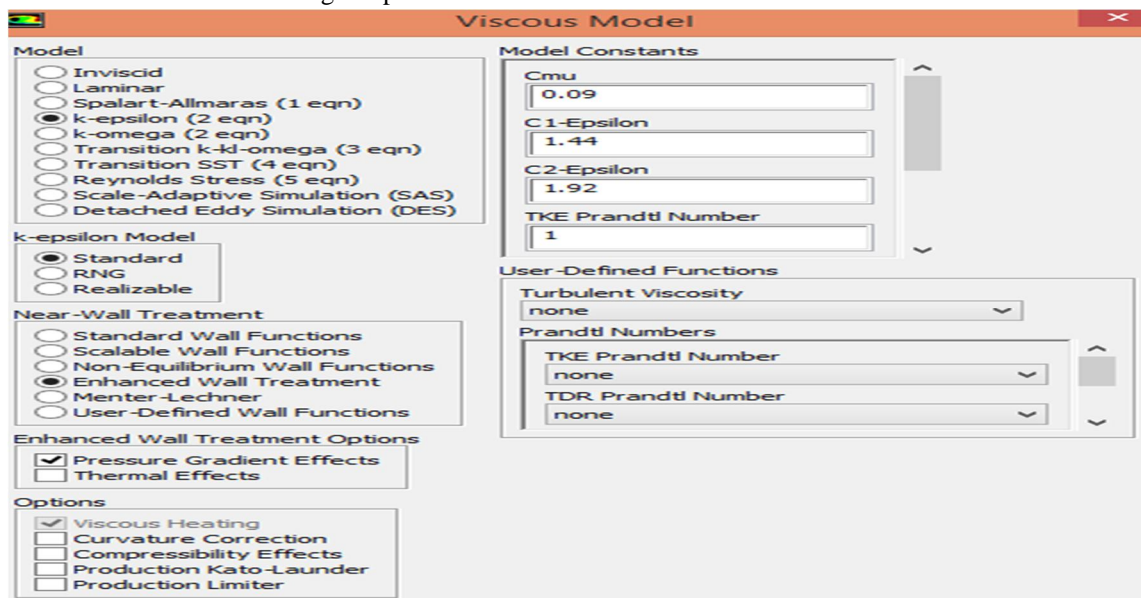 Viscous Model
Model
Inviscid
Laminar
Spalart-Allmaras (1 eqn)
k-epsilon (2 eqn)
k-omega (2 eqn)
Transition k-kl-omega (3 eqn)
Transition SST (4 eqn)
Reynolds Stress (5 eqn)
Scale-Adaptive Simulation (SAS)
Detached Eddy Simulation (DES)
k-epsilon Model
Standard
RNG
Realizable
Near-Wall Treatment
Standard Wall Functions
Scalable Wall Functions
Non-Equilibrium Wall Functions
Enhanced Wall Treatment
Menter-Lechner
User-Defined Wall Functions
Enhanced Wall Treatment Options
Pressure Gradient Effects
Thermal Effects
Options
Viscous Heating
Curvature Correction
Compressibility Effects
Production Kato-Launder
Production Limiter
Model Constants
Cmu
0.09
C1-Epsilon
1.44
C2-Epsilon
1.92
TKE Prandtl Number
1
User-Defined Functions
Turbulent Viscosity
none
Prandtl Numbers
TKE Prandtl Number
none
TDR Prandtl Number
none